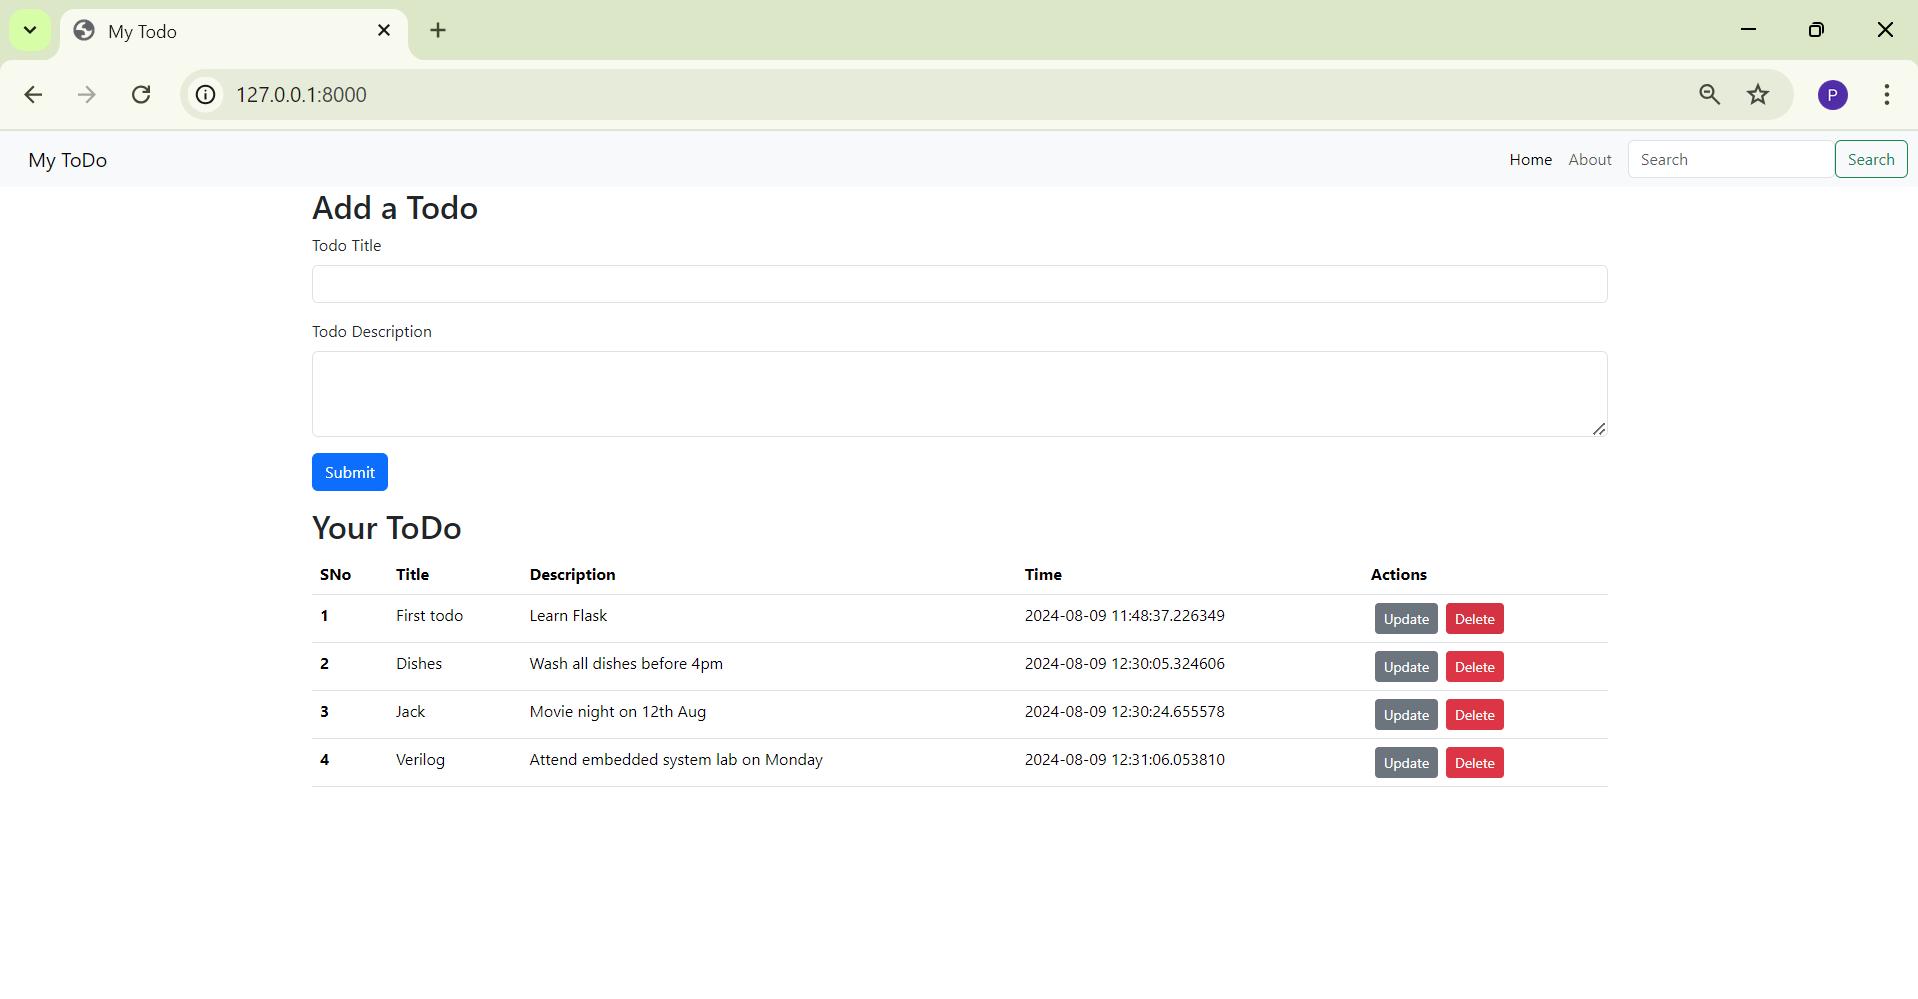 My Todo
127.0.0.1:8000
P
My ToDo Home About Search Search
Add a Todo
Todo Title
Todo Description
Submit
Your ToDo
SNo Title Description Time Actions
1 First todo Learn Flask 2024-08-09 11:48:37.226349 Update Delete
2 Dishes Wash all dishes before 4pm 2024-08-09 12:30:05.324606 Update Delete
3 Jack Movie night on 12th Aug 2024-08-09 12:30:24.655578 Update Delete
4 Verilog Attend embedded system lab on Monday 2024-08-09 12:31:06.053810 Update Delete